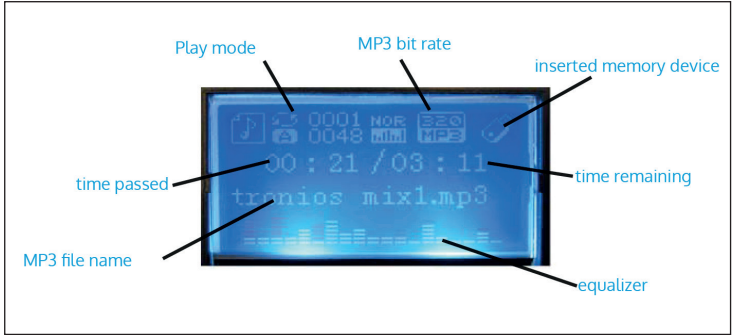 Play mode
MP3 bit rate
inserted memory device
0001 NOR 320
A 0048 MP3
00 : 21 / 03 : 11
time passed
time remaining
tronios mix1.mp3
MP3 file name
equalizer